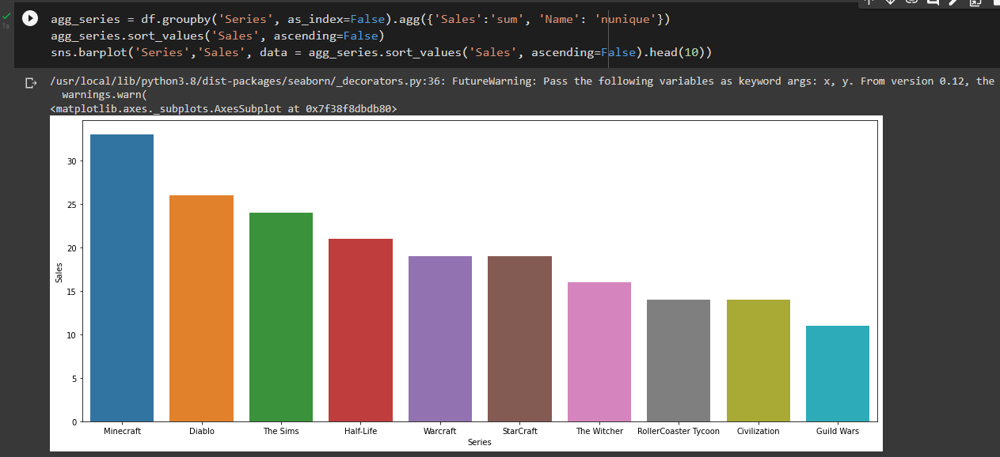 agg_series = df.groupby('Series', as_index=False).agg({'Sales':'sum', 'Name': 'nunique'})
agg_series.sort_values('Sales', ascending=False)
sns.barplot('Series','Sales', data = agg_series.sort_values('Sales', ascending=False).head(10))
1s
/usr/local/lib/python3.8/dist-packages/seaborn/_decorators.py:36: FutureWarning: Pass the following variables as keyword args: x, y. From version 0.12, the
warnings.warn(
<matplotlib.axes._subplots.AxesSubplot at 0x7f38f8dbdb80>
30
25
20
15
10
5
0
Sales
Minecraft Diablo The Sims Half-Life Warcraft StarCraft The Witcher RollerCoaster Tycoon Civilization Guild Wars
Series